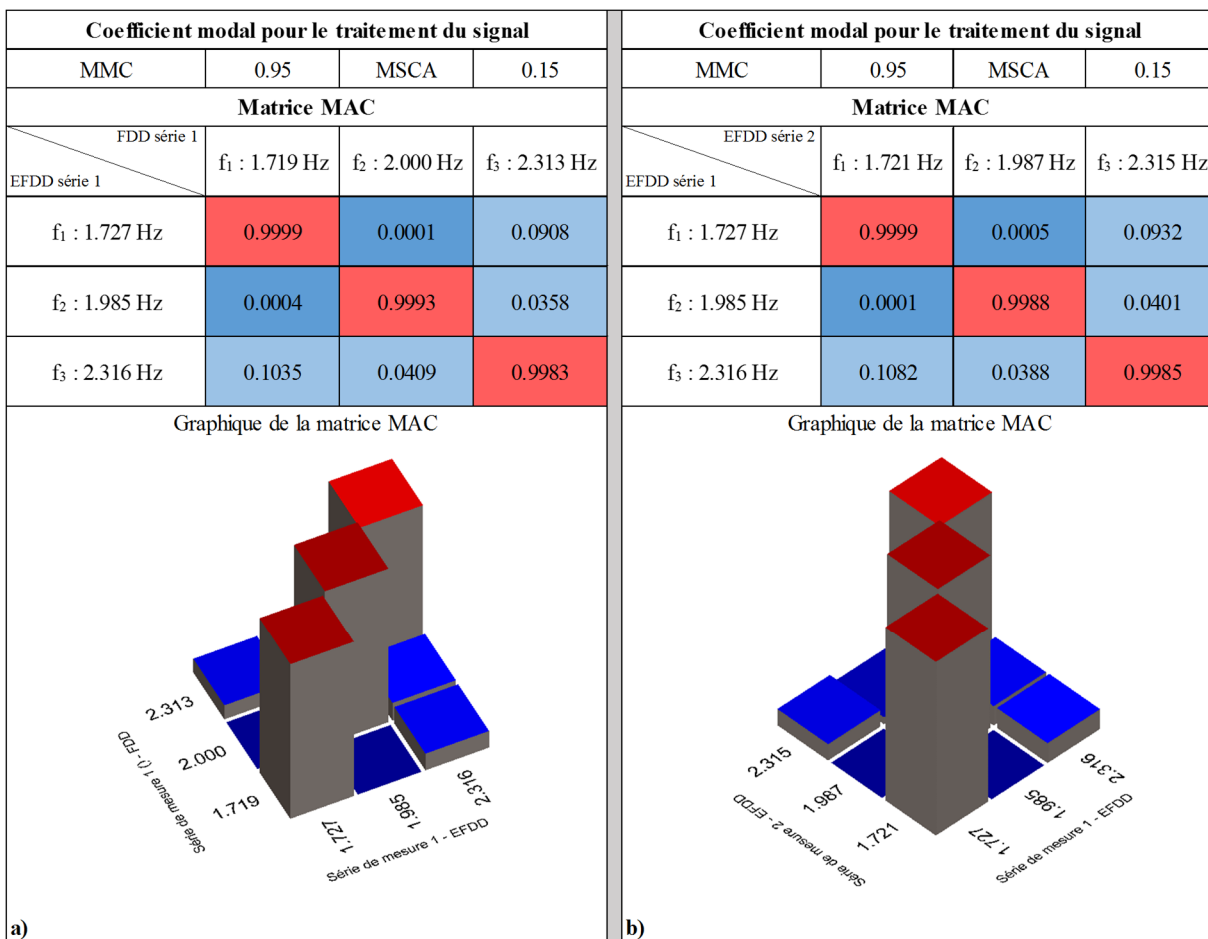 Coefficient modal pour le traitement du signal
MMC 0.95 MSCA 0.15
Matrice MAC
FDD série 1
EFDD série 1
f₁ : 1.719 Hz f₂ : 2.000 Hz f₃ : 2.313 Hz
f₁ : 1.727 Hz 0.9999 0.0001 0.0908
f₂ : 1.985 Hz 0.0004 0.9993 0.0358
f₃ : 2.316 Hz 0.1035 0.0409 0.9983
Graphique de la matrice MAC
2.313
2.000
1.719
Série de mesure 1 () - FDD
1.727
1.985
2.316
Série de mesure 1 - EFDD
a)
Coefficient modal pour le traitement du signal
MMC 0.95 MSCA 0.15
Matrice MAC
EFDD série 2
EFDD série 1
f₁ : 1.721 Hz f₂ : 1.987 Hz f₃ : 2.315 Hz
f₁ : 1.727 Hz 0.9999 0.0005 0.0932
f₂ : 1.985 Hz 0.0001 0.9988 0.0401
f₃ : 2.316 Hz 0.1082 0.0388 0.9985
Graphique de la matrice MAC
2.315
1.987
1.721
Série de mesure 2 - EFDD
1.727
1.985
2.316
Série de mesure 1 - EFDD
b)